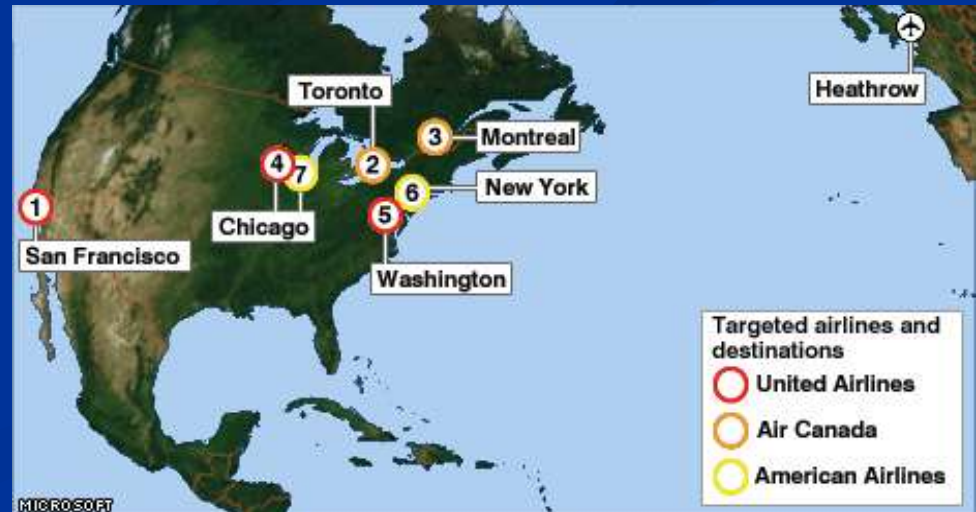 Toronto
Heathrow
3
Montreal
4
7
2
6
New York
1
Chicago
5
San Francisco
Washington
Targeted airlines and
destinations
United Airlines
Air Canada
American Airlines
MICROSOFT